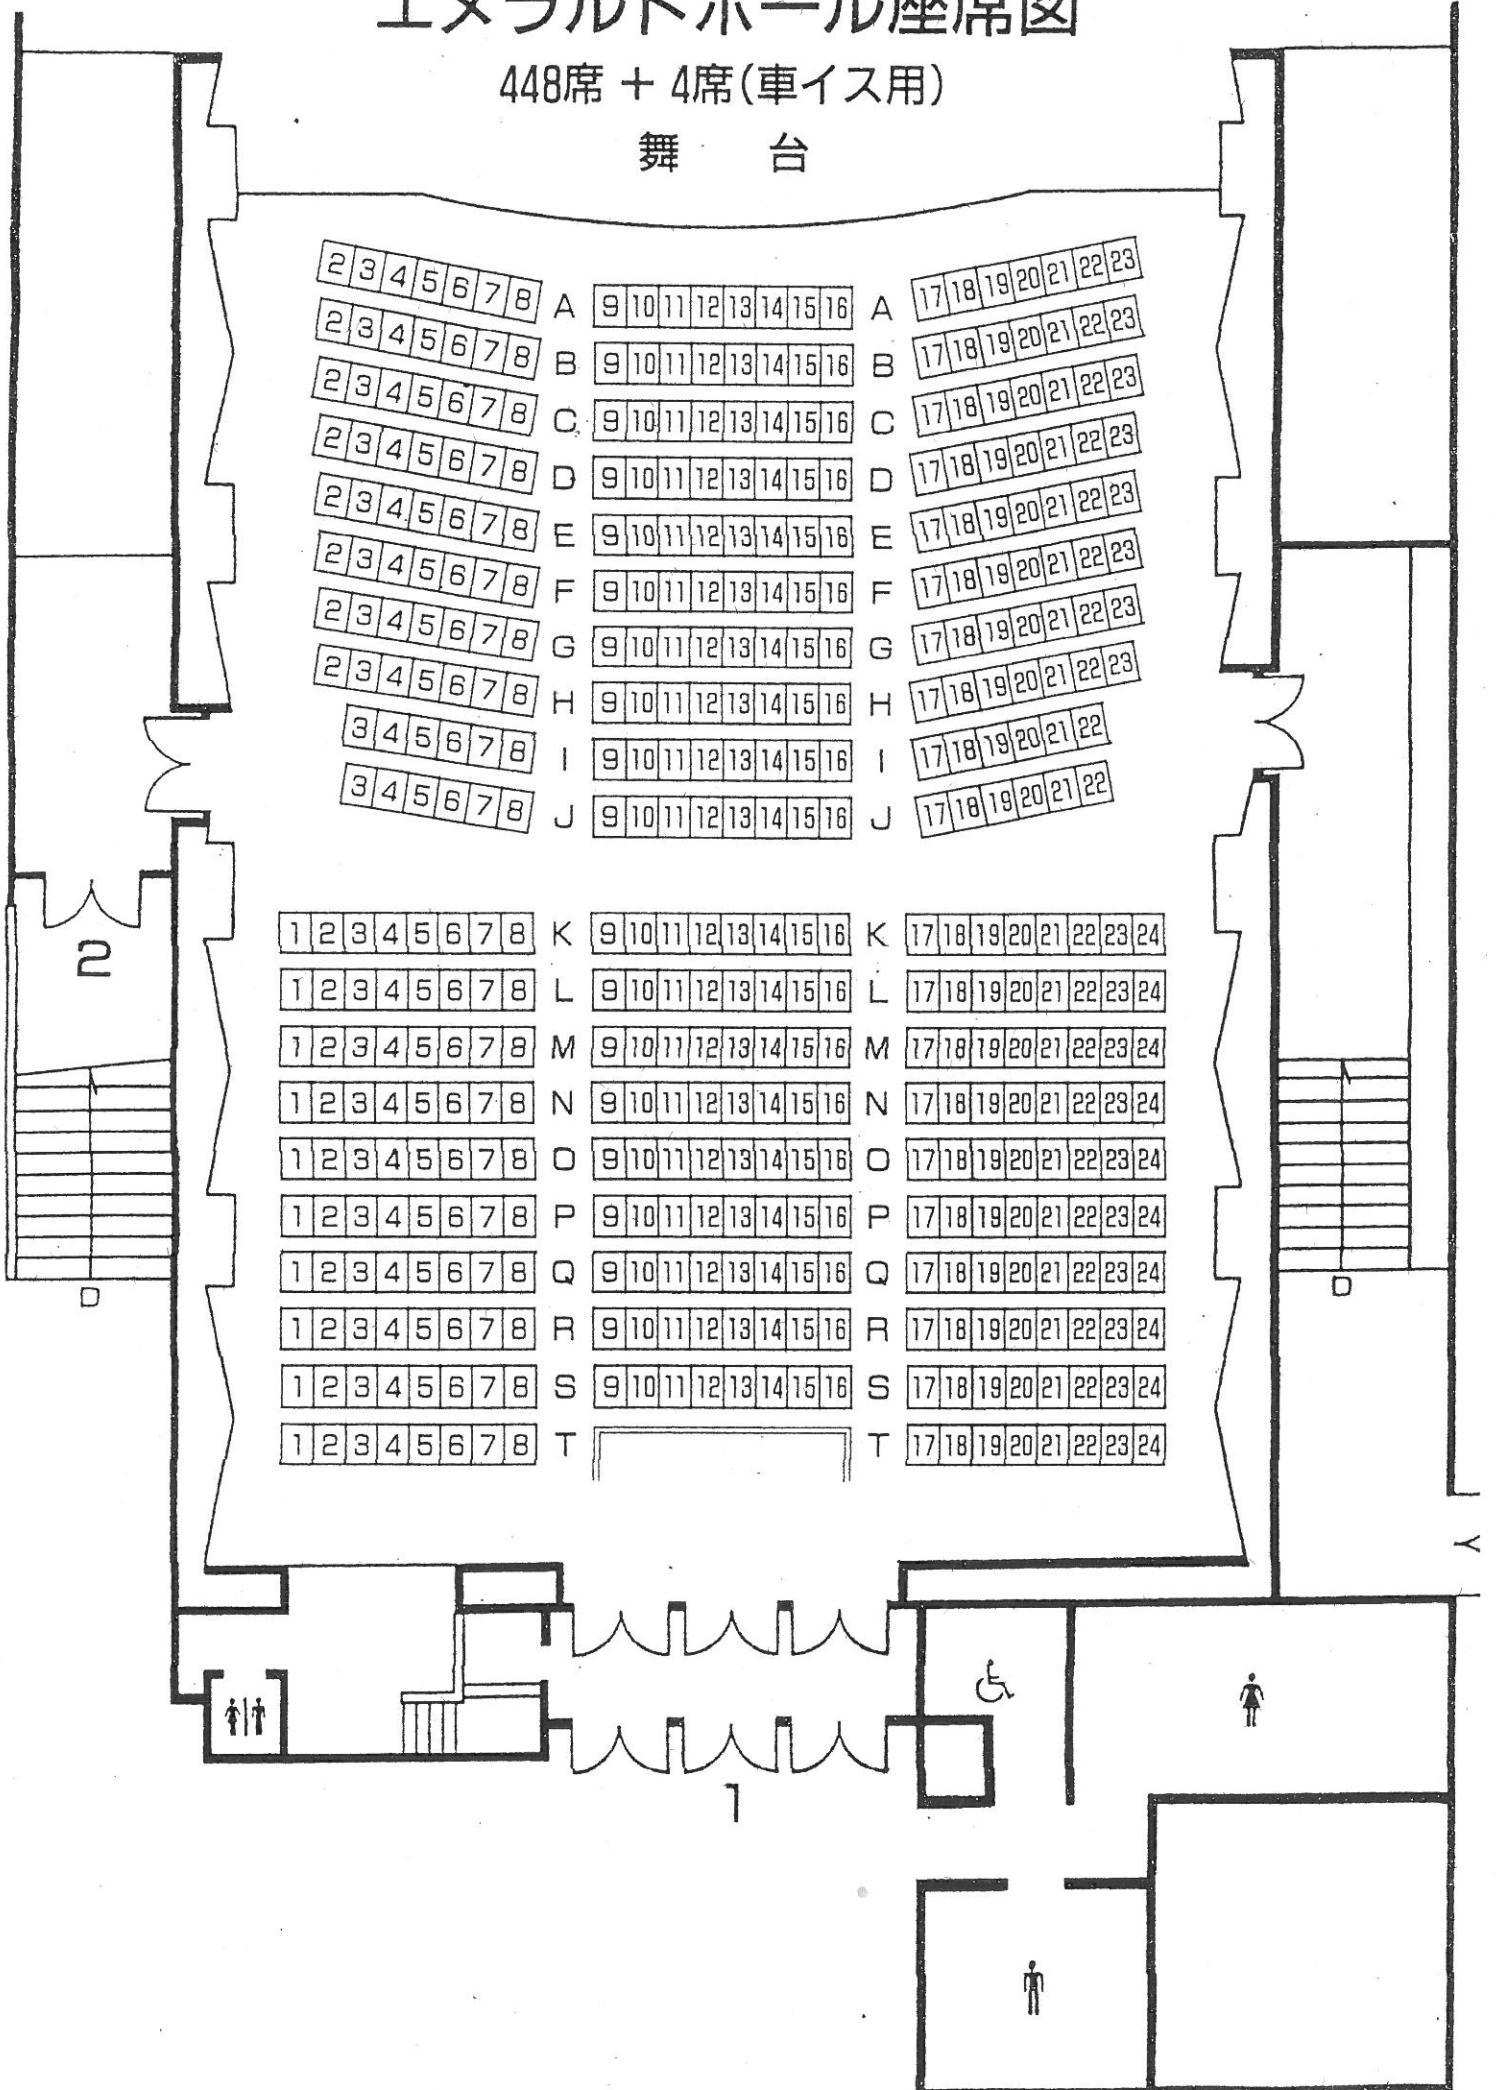 エメラルドホール座席図
448席 + 4席(車イス用)
舞 台
2 3 4 5 6 7 8 A 9 10 11 12 13 14 15 16 A 17 18 19 20 21 22 23
2 3 4 5 6 7 8 B 9 10 11 12 13 14 15 16 B 17 18 19 20 21 22 23
2 3 4 5 6 7 8 C 9 10 11 12 13 14 15 16 C 17 18 19 20 21 22 23
2 3 4 5 6 7 8 D 9 10 11 12 13 14 15 16 D 17 18 19 20 21 22 23
2 3 4 5 6 7 8 E 9 10 11 12 13 14 15 16 E 17 18 19 20 21 22 23
2 3 4 5 6 7 8 F 9 10 11 12 13 14 15 16 F 17 18 19 20 21 22 23
2 3 4 5 6 7 8 G 9 10 11 12 13 14 15 16 G 17 18 19 20 21 22 23
2 3 4 5 6 7 8 H 9 10 11 12 13 14 15 16 H 17 18 19 20 21 22 23
3 4 5 6 7 8 I 9 10 11 12 13 14 15 16 I 17 18 19 20 21 22
3 4 5 6 7 8 J 9 10 11 12 13 14 15 16 J 17 18 19 20 21 22
1 2 3 4 5 6 7 8 K 9 10 11 12 13 14 15 16 K 17 18 19 20 21 22 23 24
2
1 2 3 4 5 6 7 8 L 9 10 11 12 13 14 15 16 L 17 18 19 20 21 22 23 24
1 2 3 4 5 6 7 8 M 9 10 11 12 13 14 15 16 M 17 18 19 20 21 22 23 24
1 2 3 4 5 6 7 8 N 9 10 11 12 13 14 15 16 N 17 18 19 20 21 22 23 24
1 2 3 4 5 6 7 8 O 9 10 11 12 13 14 15 16 O 17 18 19 20 21 22 23 24
1 2 3 4 5 6 7 8 P 9 10 11 12 13 14 15 16 P 17 18 19 20 21 22 23 24
1 2 3 4 5 6 7 8 Q 9 10 11 12 13 14 15 16 Q 17 18 19 20 21 22 23 24
1 2 3 4 5 6 7 8 R 9 10 11 12 13 14 15 16 R 17 18 19 20 21 22 23 24
1 2 3 4 5 6 7 8 S 9 10 11 12 13 14 15 16 S 17 18 19 20 21 22 23 24
1 2 3 4 5 6 7 8 T T 17 18 19 20 21 22 23 24
1